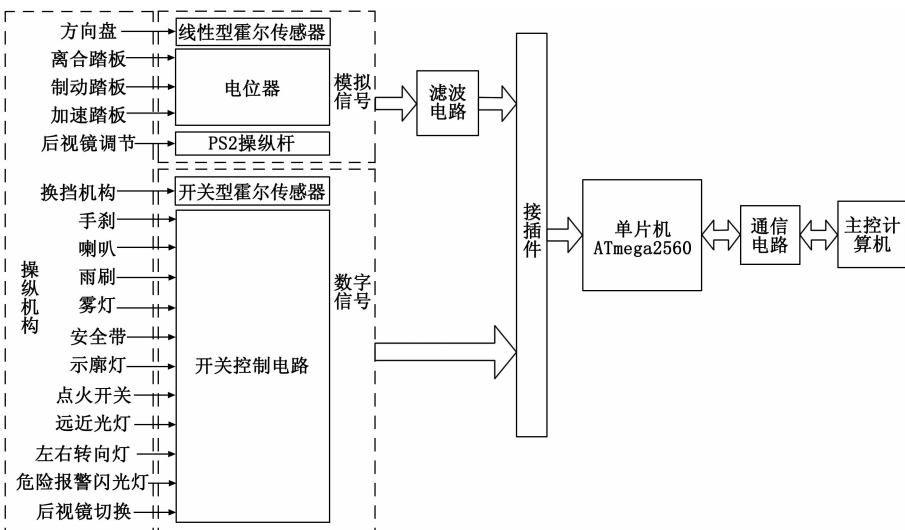 方向盘
离合踏板
制动踏板
加速踏板
后视镜调节
换挡机构
手刹
喇叭
雨刷
雾灯
安全带
示廓灯
点火开关
远近光灯
左右转向灯
危险报警闪光灯
后视镜切换
操纵机构
线性型霍尔传感器
电位器
PS2操纵杆
模拟
信号
开关型霍尔传感器
开关控制电路
数字
信号
滤波
电路
接插件
单片机
ATmega2560
通信
电路
主控计
算机